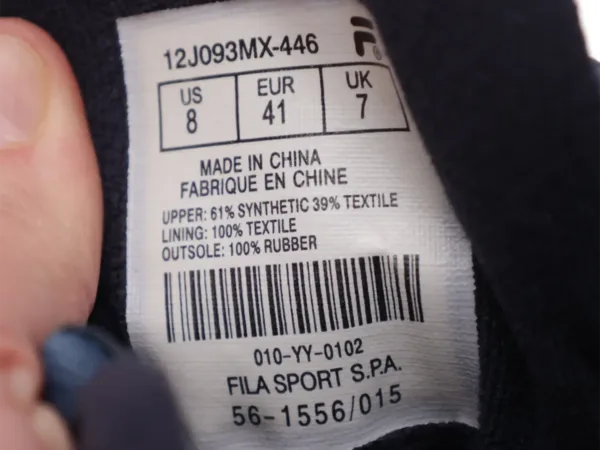 12J093MX-446 F®
US EUR UK
8 41 7
MADE IN CHINA
FABRIQUE EN CHINE
UPPER: 61% SYNTHETIC 39% TEXTILE
LINING: 100% TEXTILE
OUTSOLE: 100% RUBBER
010-YY-0102
FILA SPORT S.P.A.
56-1556/015